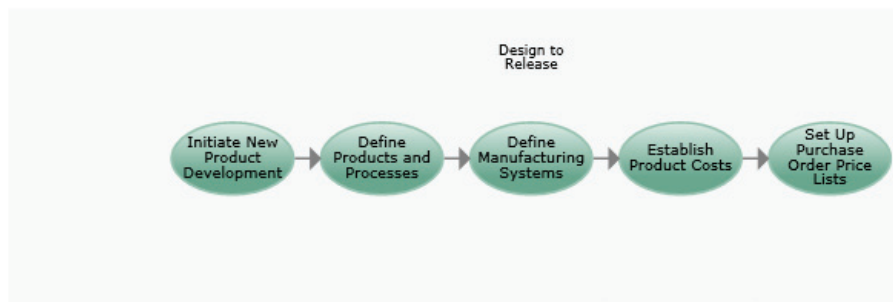 Design to
Release
Initiate New
Product
Development
Define
Products and
Processes
Define
Manufacturing
Systems
Establish
Product Costs
Set Up
Purchase
Order Price
Lists